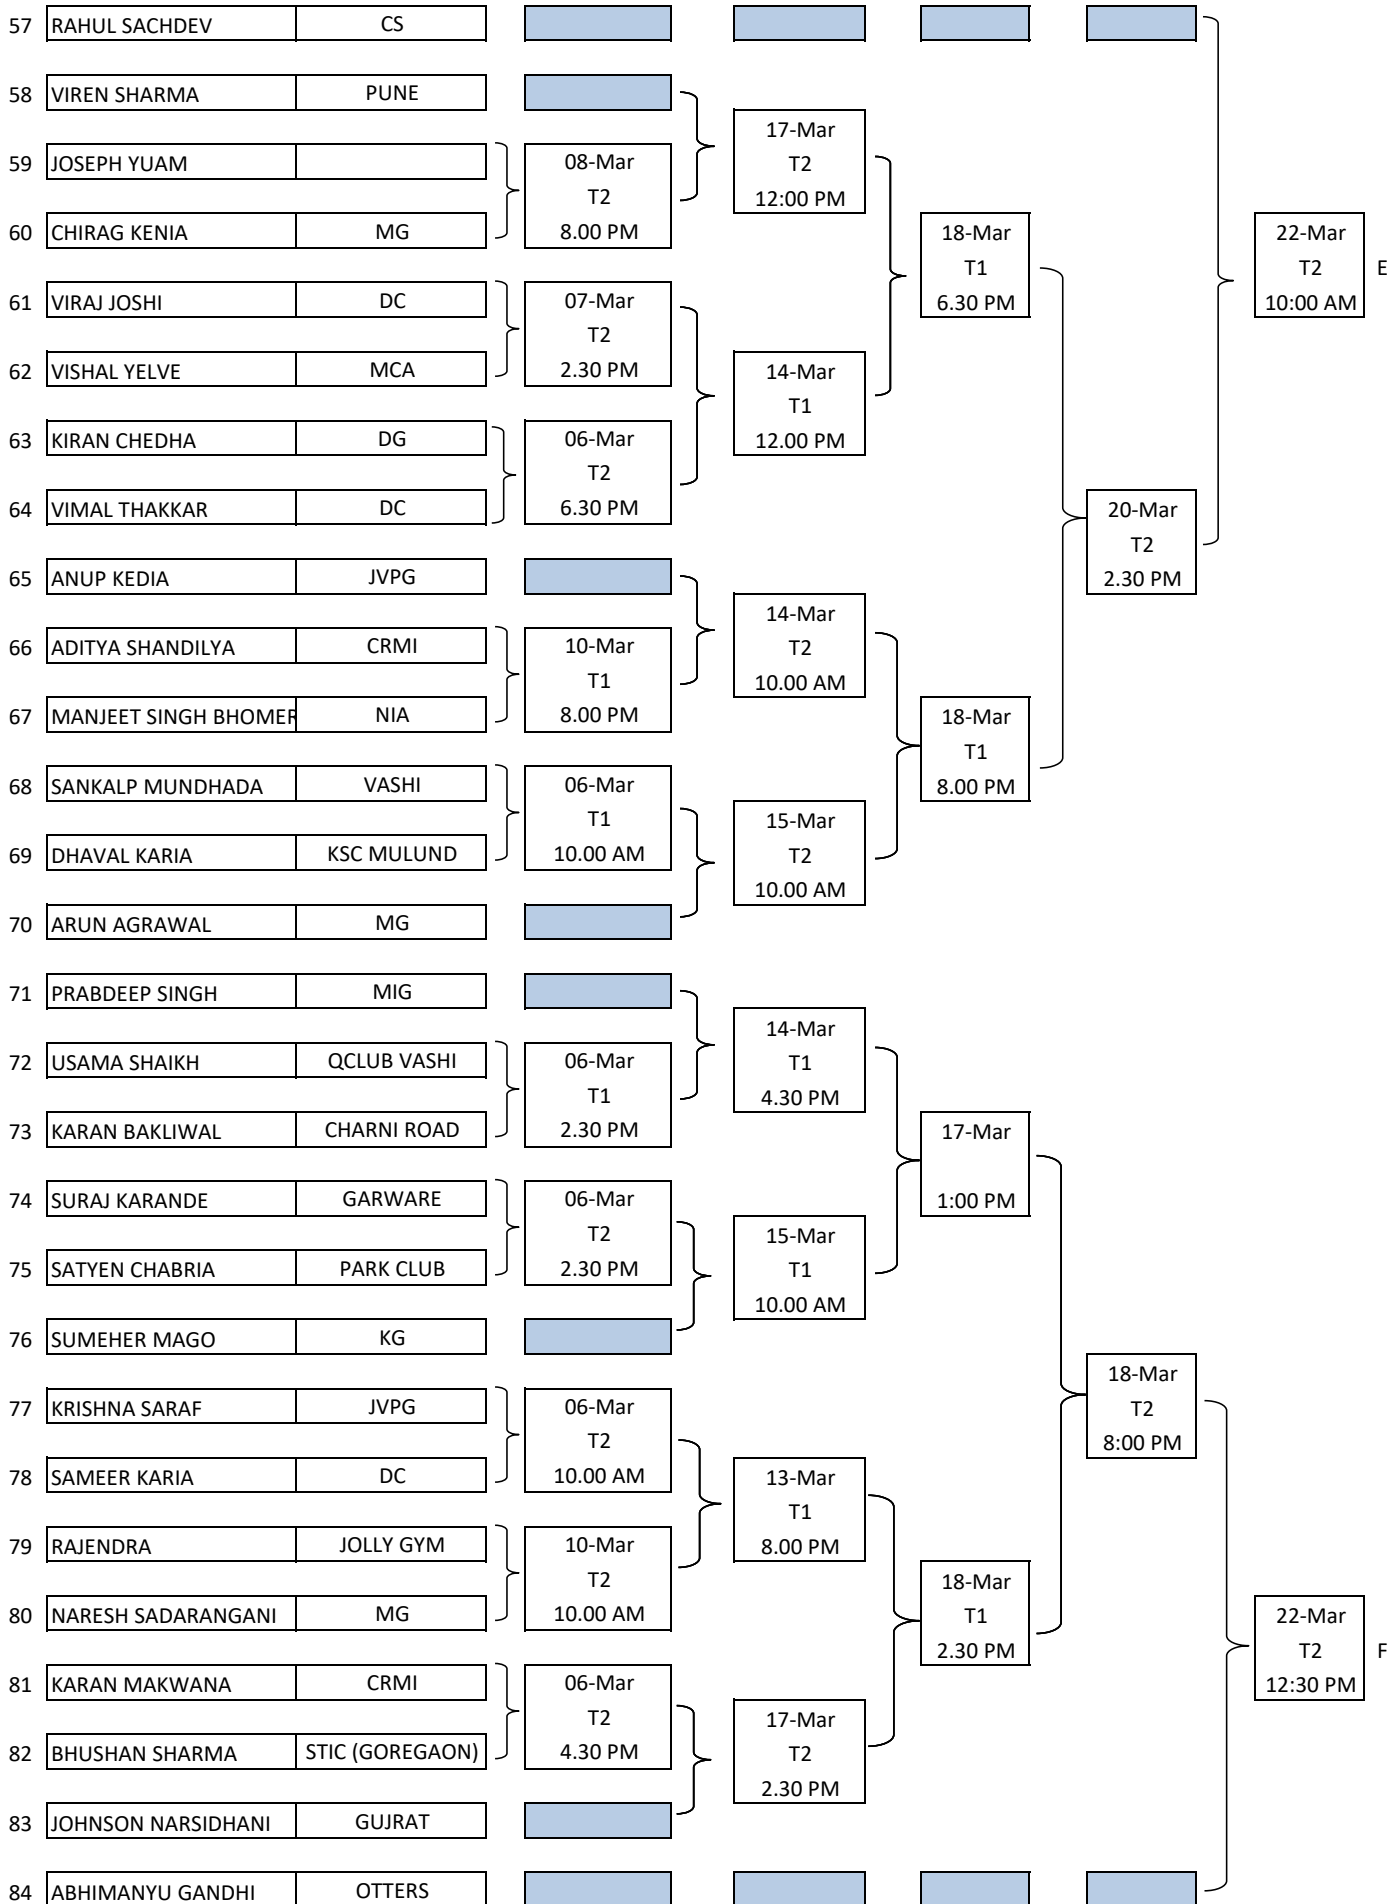 57 RAHUL SACHDEV CS
58 VIREN SHARMA PUNE
17-Mar
59 JOSEPH YUAM 08-Mar T2
T2 12:00 PM
60 CHIRAG KENIA MG 8.00 PM 18-Mar 22-Mar
T1 T2 E
61 VIRAJ JOSHI DC 07-Mar 6.30 PM 10:00 AM
T2
62 VISHAL YELVE MCA 2.30 PM 14-Mar
T1
63 KIRAN CHEDHA DG 06-Mar 12.00 PM
T2
64 VIMAL THAKKAR DC 6.30 PM 20-Mar
T2
65 ANUP KEDIA JVPG 2.30 PM
14-Mar
66 ADITYA SHANDILYA CRMI 10-Mar T2
T1 10.00 AM
67 MANJEET SINGH BHOMER NIA 8.00 PM 18-Mar
T1
68 SANKALP MUNDHADA VASHI 06-Mar 8.00 PM
T1 15-Mar
69 DHAVAL KARIA KSC MULUND 10.00 AM T2
10.00 AM
70 ARUN AGRAWAL MG
71 PRABDEEP SINGH MIG
14-Mar
72 USAMA SHAIKH QCLUB VASHI 06-Mar T1
T1 4.30 PM
73 KARAN BAKLIWAL CHARNI ROAD 2.30 PM 17-Mar
74 SURAJ KARANDE GARWARE 06-Mar 1:00 PM
T2 15-Mar
75 SATYEN CHABRIA PARK CLUB 2.30 PM T1
10.00 AM
76 SUMEHER MAGO KG
18-Mar
77 KRISHNA SARAF JVPG 06-Mar T2
T2 8:00 PM
78 SAMEER KARIA DC 10.00 AM 13-Mar
T1
79 RAJENDRA JOLLY GYM 10-Mar 8.00 PM
T2 18-Mar
80 NARESH SADARANGANI MG 10.00 AM T1 22-Mar
2.30 PM T2 F
81 KARAN MAKWANA CRMI 06-Mar 12:30 PM
T2 17-Mar
82 BHUSHAN SHARMA STIC (GOREGAON) 4.30 PM T2
2.30 PM
83 JOHNSON NARSIDHANI GUJRAT
84 ABHIMANYU GANDHI OTTERS